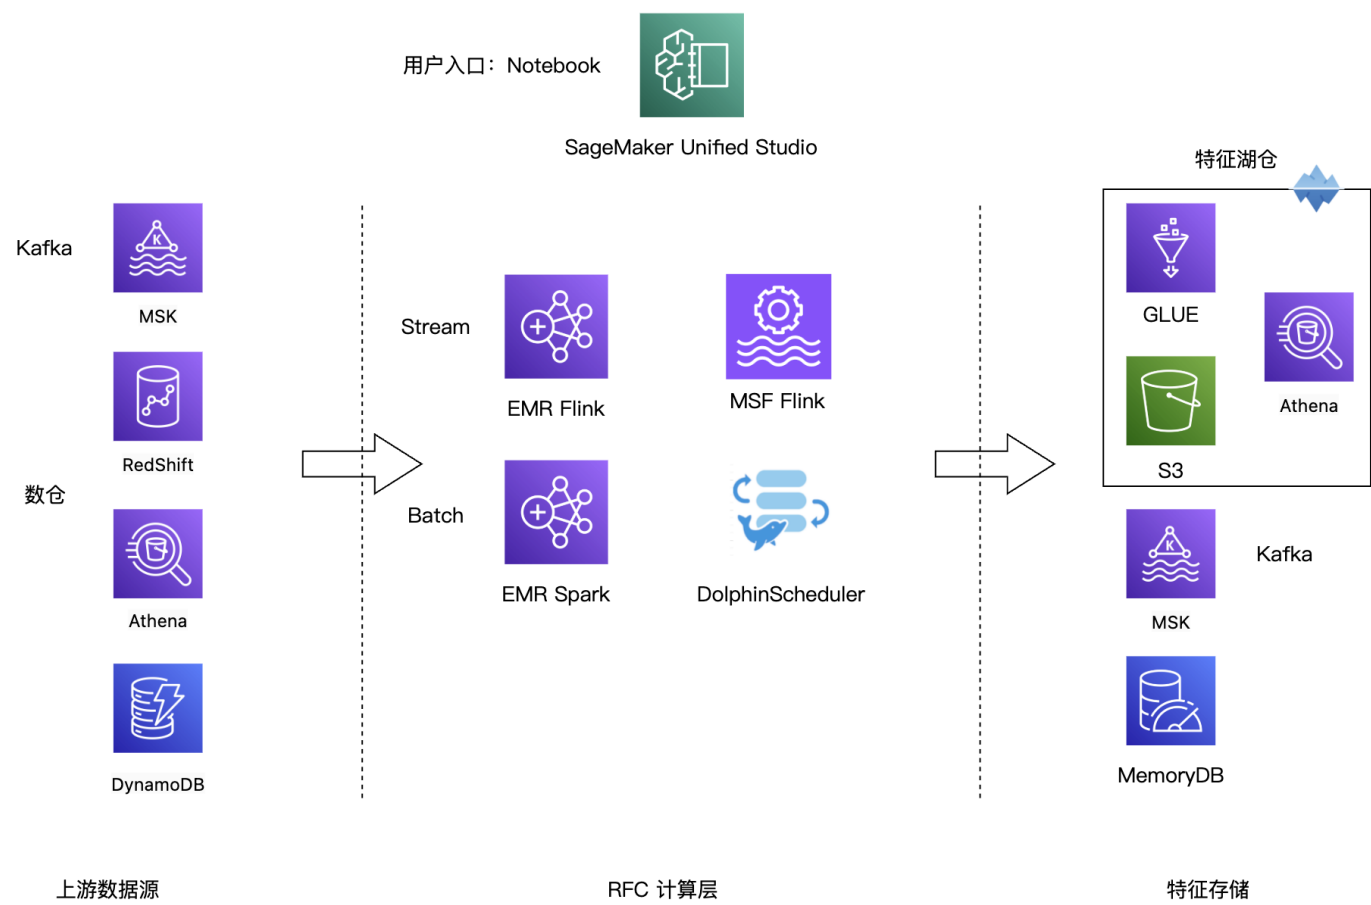 用户入口：Notebook
SageMaker Unified Studio
Kafka
MSK
RedShift
数仓
Athena
DynamoDB
上游数据源
Stream
EMR Flink
MSF Flink
Batch
EMR Spark
DolphinScheduler
RFC 计算层
特征湖仓
GLUE
Athena
S3
K
Kafka
MSK
MemoryDB
特征存储
K